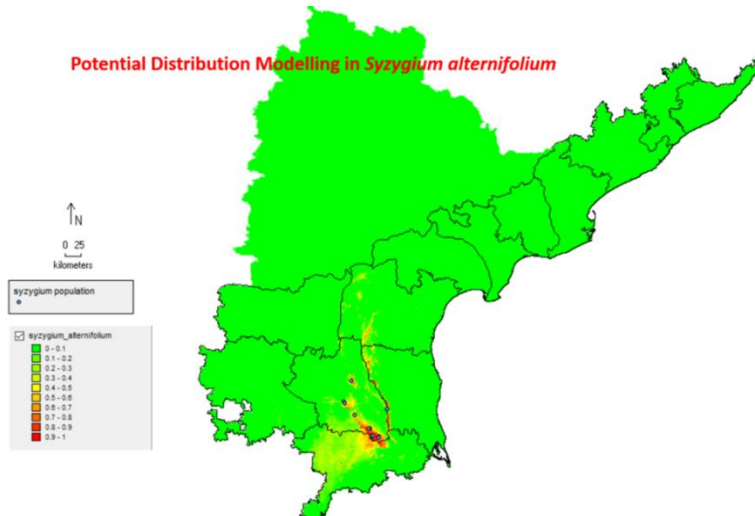 Potential Distribution Modelling in Syzygium alternifolium
N
0 25
kilometers
syzygium population
syzygium_alternifolium
0 - 0.1
0.1 - 0.2
0.2 - 0.3
0.3 - 0.4
0.4 - 0.5
0.5 - 0.6
0.6 - 0.7
0.7 - 0.8
0.8 - 0.9
0.9 - 1